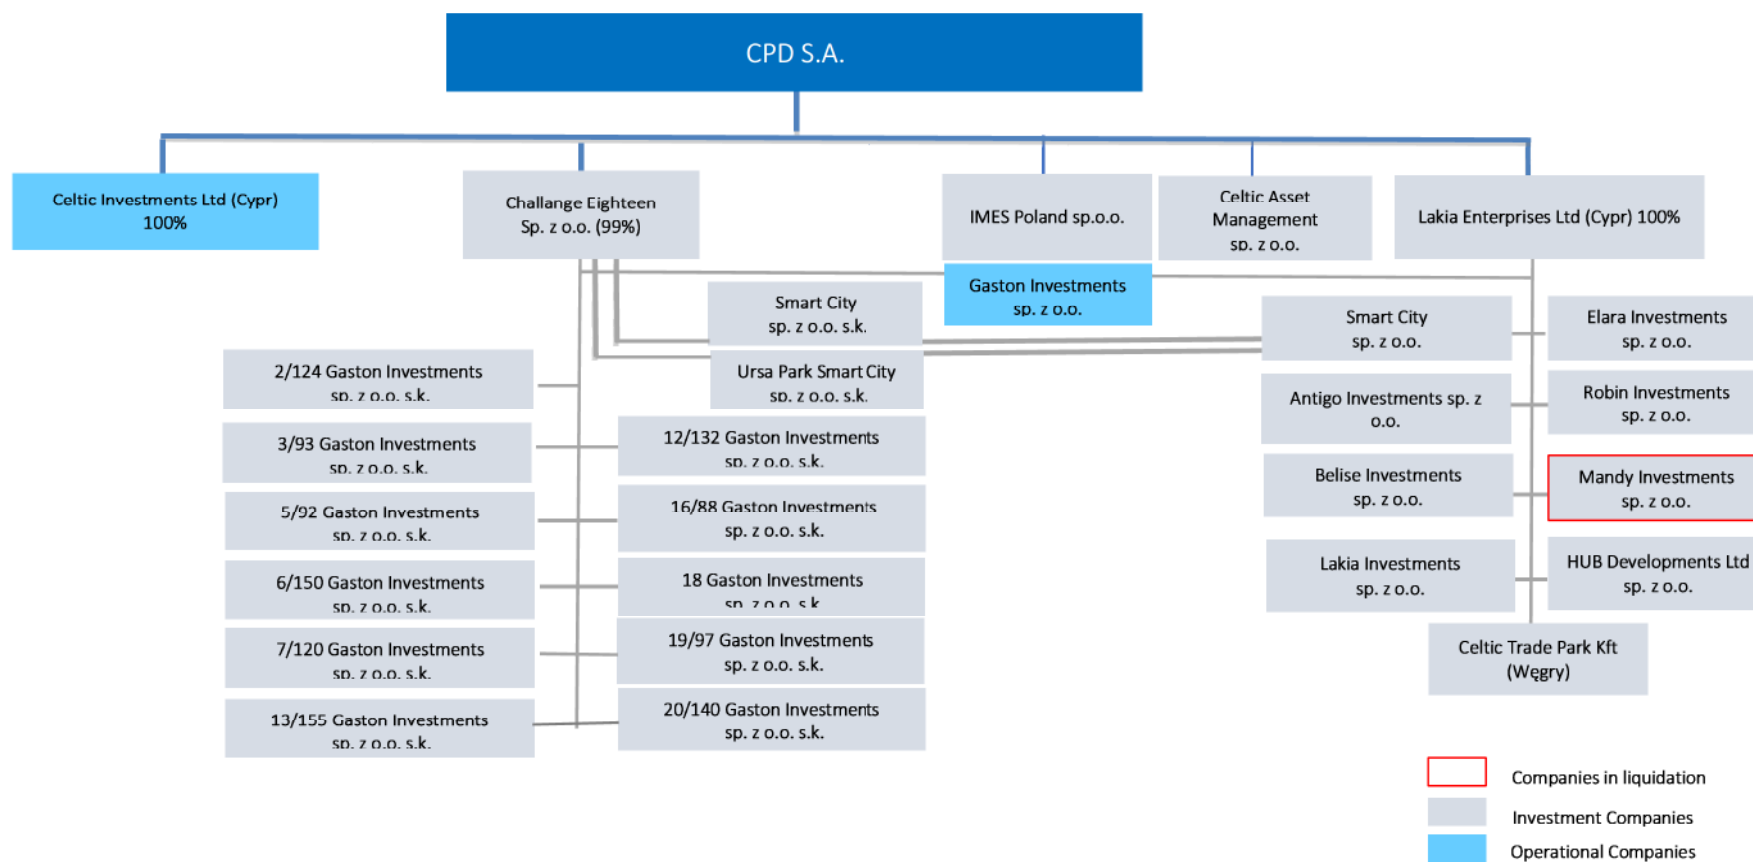 CPD S.A.
Celtic Investments Ltd (Cypr)
100%
Challange Eighteen
Sp. z o.o. (99%)
IMES Poland sp.o.o.
Celtic Asset
Management
sp. z o.o.
Lakia Enterprises Ltd (Cypr) 100%
Gaston Investments
sp. z o.o.
Smart City
sp. z o.o. s.k.
Ursa Park Smart City
sp. z o.o. s.k.
2/124 Gaston Investments
sp. z o.o. s.k.
3/93 Gaston Investments
sp. z o.o. s.k.
5/92 Gaston Investments
sp. z o.o. s.k.
6/150 Gaston Investments
sp. z o.o. s.k.
7/120 Gaston Investments
sp. z o.o. s.k.
13/155 Gaston Investments
sp. z o.o. s.k.
12/132 Gaston Investments
sp. z o.o. s.k.
16/88 Gaston Investments
sp. z o.o. s.k.
18 Gaston Investments
sp. z o.o. s.k
19/97 Gaston Investments
sp. z o.o. s.k.
20/140 Gaston Investments
sp. z o.o. s.k.
Smart City
sp. z o.o.
Elara Investments
sp. z o.o.
Antigo Investments sp. z
o.o.
Robin Investments
sp. z o.o.
Belise Investments
sp. z o.o.
Mandy Investments
sp. z o.o.
Lakia Investments
sp. z o.o.
HUB Developments Ltd
sp. z o.o.
Celtic Trade Park Kft
(Węgry)
Companies in liquidation
Investment Companies
Operational Companies